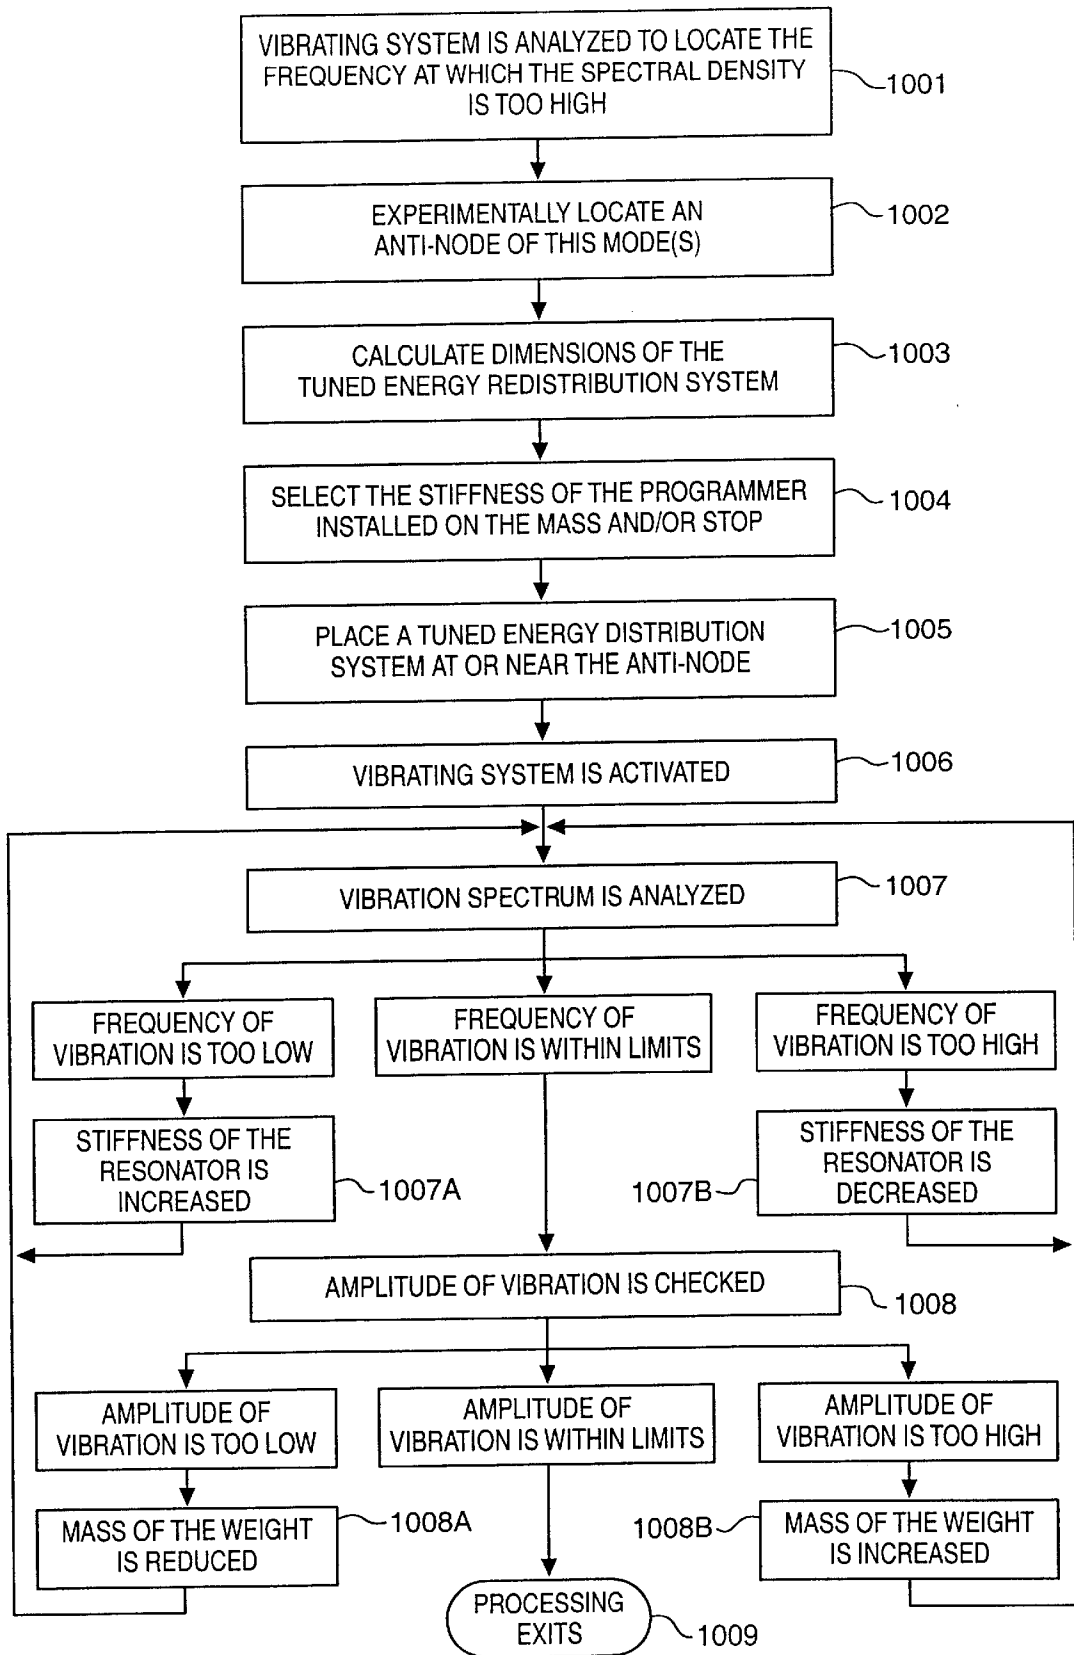 VIBRATING SYSTEM IS ANALYZED TO LOCATE THE
FREQUENCY AT WHICH THE SPECTRAL DENSITY
IS TOO HIGH
1001
EXPERIMENTALLY LOCATE AN
ANTI-NODE OF THIS MODE(S)
1002
CALCULATE DIMENSIONS OF THE
TUNED ENERGY REDISTRIBUTION SYSTEM
1003
SELECT THE STIFFNESS OF THE PROGRAMMER
INSTALLED ON THE MASS AND/OR STOP
1004
PLACE A TUNED ENERGY DISTRIBUTION
SYSTEM AT OR NEAR THE ANTI-NODE
1005
VIBRATING SYSTEM IS ACTIVATED
1006
VIBRATION SPECTRUM IS ANALYZED
1007
FREQUENCY OF
VIBRATION IS TOO LOW
FREQUENCY OF
VIBRATION IS WITHIN LIMITS
FREQUENCY OF
VIBRATION IS TOO HIGH
STIFFNESS OF THE
RESONATOR IS
INCREASED
1007A
1007B
STIFFNESS OF THE
RESONATOR IS
DECREASED
AMPLITUDE OF VIBRATION IS CHECKED
1008
AMPLITUDE OF
VIBRATION IS TOO LOW
AMPLITUDE OF
VIBRATION IS WITHIN LIMITS
AMPLITUDE OF
VIBRATION IS TOO HIGH
MASS OF THE WEIGHT
IS REDUCED
1008A
1008B
MASS OF THE WEIGHT
IS INCREASED
PROCESSING
EXITS
1009